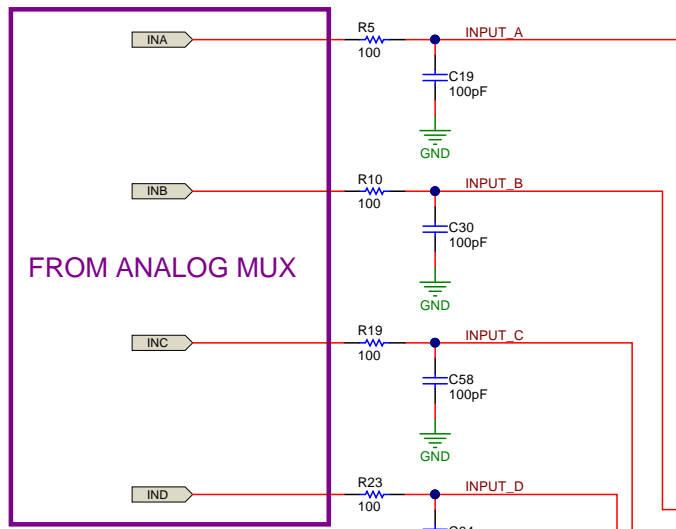 INA
R5
100
INPUT_A
C19
100pF
GND
INB
R10
100
INPUT_B
C30
100pF
GND
FROM ANALOG MUX
INC
R19
100
INPUT_C
C58
100pF
GND
IND
R23
100
INPUT_D